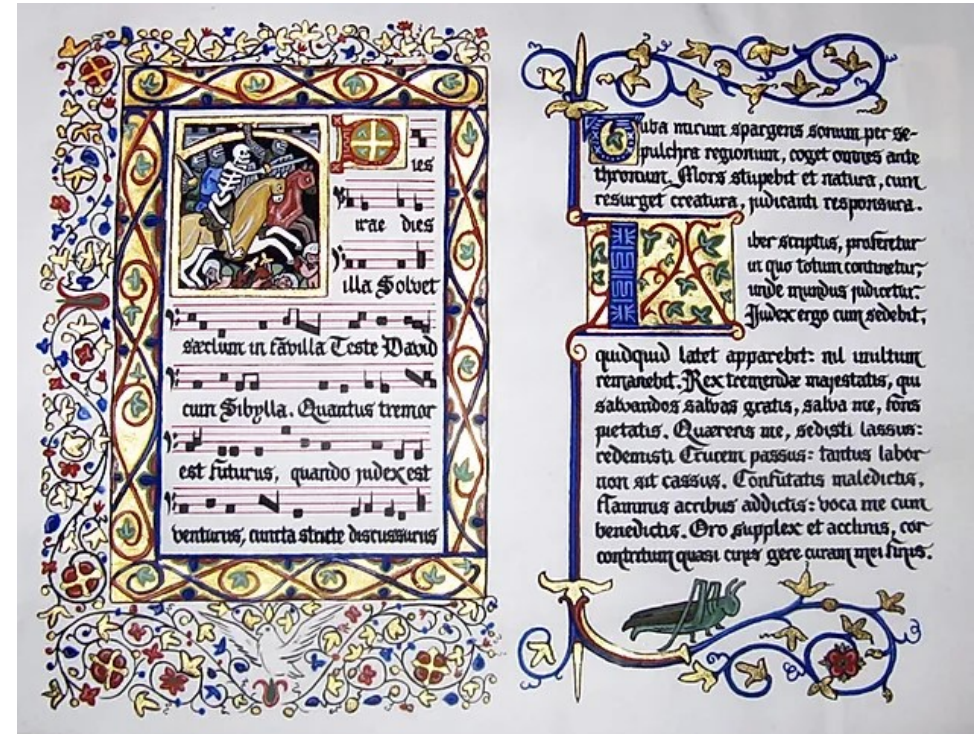 Dies
irae dies
illa Solvet
sæclum in favilla Teste David
cum Sibylla. Quantus tremor
est futurus, quando judex est
venturus, cuncta stricte discussurus
Tuba mirum spargens sonum per se-
pulchra regionum, coget omnes ante
thronum. Mors stupebit et natura, cum
resurget creatura, judicanti responsura.
Liber scriptus, proferetur
in quo totum continetur,
unde mundus judicetur.
Judex ergo cum sedebit,
quidquid latet apparebit: nil inultum
remanebit. Rex tremendæ majestatis, qui
salvandos salvas gratis, salva me, fons
pietatis. Quærens me, sedisti lassus:
redemisti Crucem passus: tantus labor
non sit cassus. Confutatis maledictis,
flammis acribus addictis: voca me cum
benedictis. Oro supplex et acclinis, cor
contritum quasi cinis gere curam mei finis.